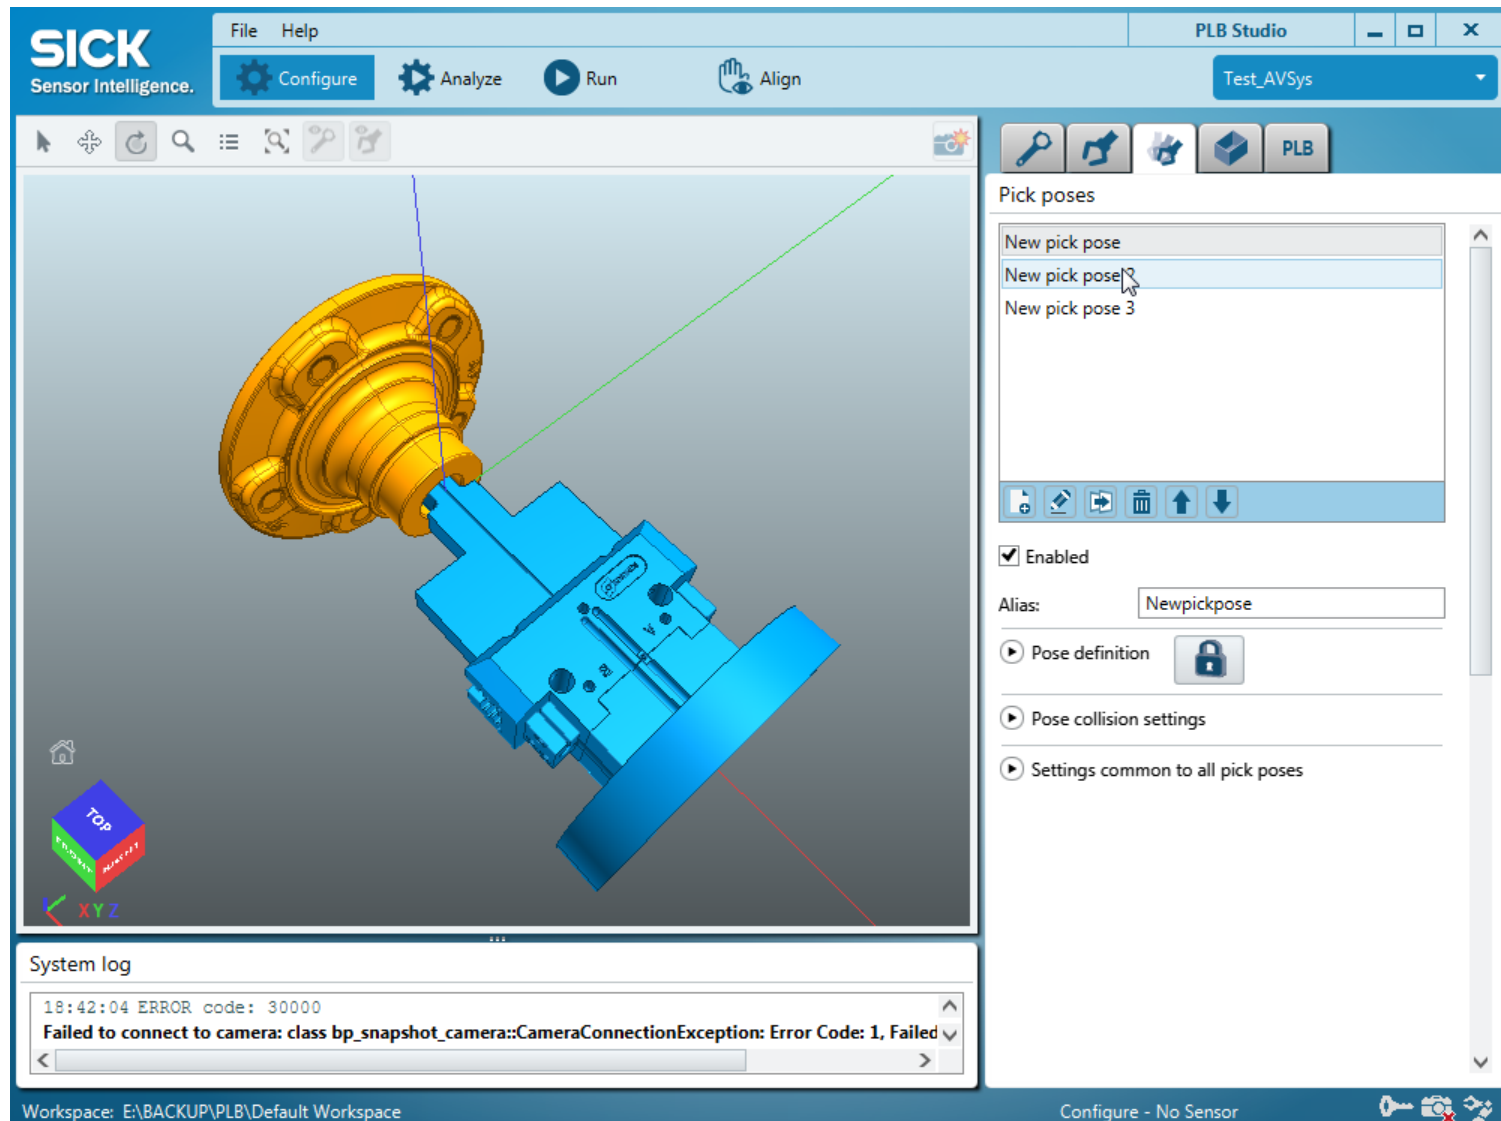 SICK
Sensor Intelligence.
File Help
PLB Studio
Configure
Analyze
Run
Align
Test_AVSys
PLB
Pick poses
New pick pose
New pick pose 2
New pick pose 3
Enabled
Alias:
Newpickpose
Pose definition
Pose collision settings
Settings common to all pick poses
TOP
FRONT
X Y Z
System log
18:42:04 ERROR code: 30000
Failed to connect to camera: class bp_snapshot_camera::CameraConnectionException: Error Code: 1, Failed
Workspace: E:\BACKUP\PLB\Default Workspace
Configure - No Sensor